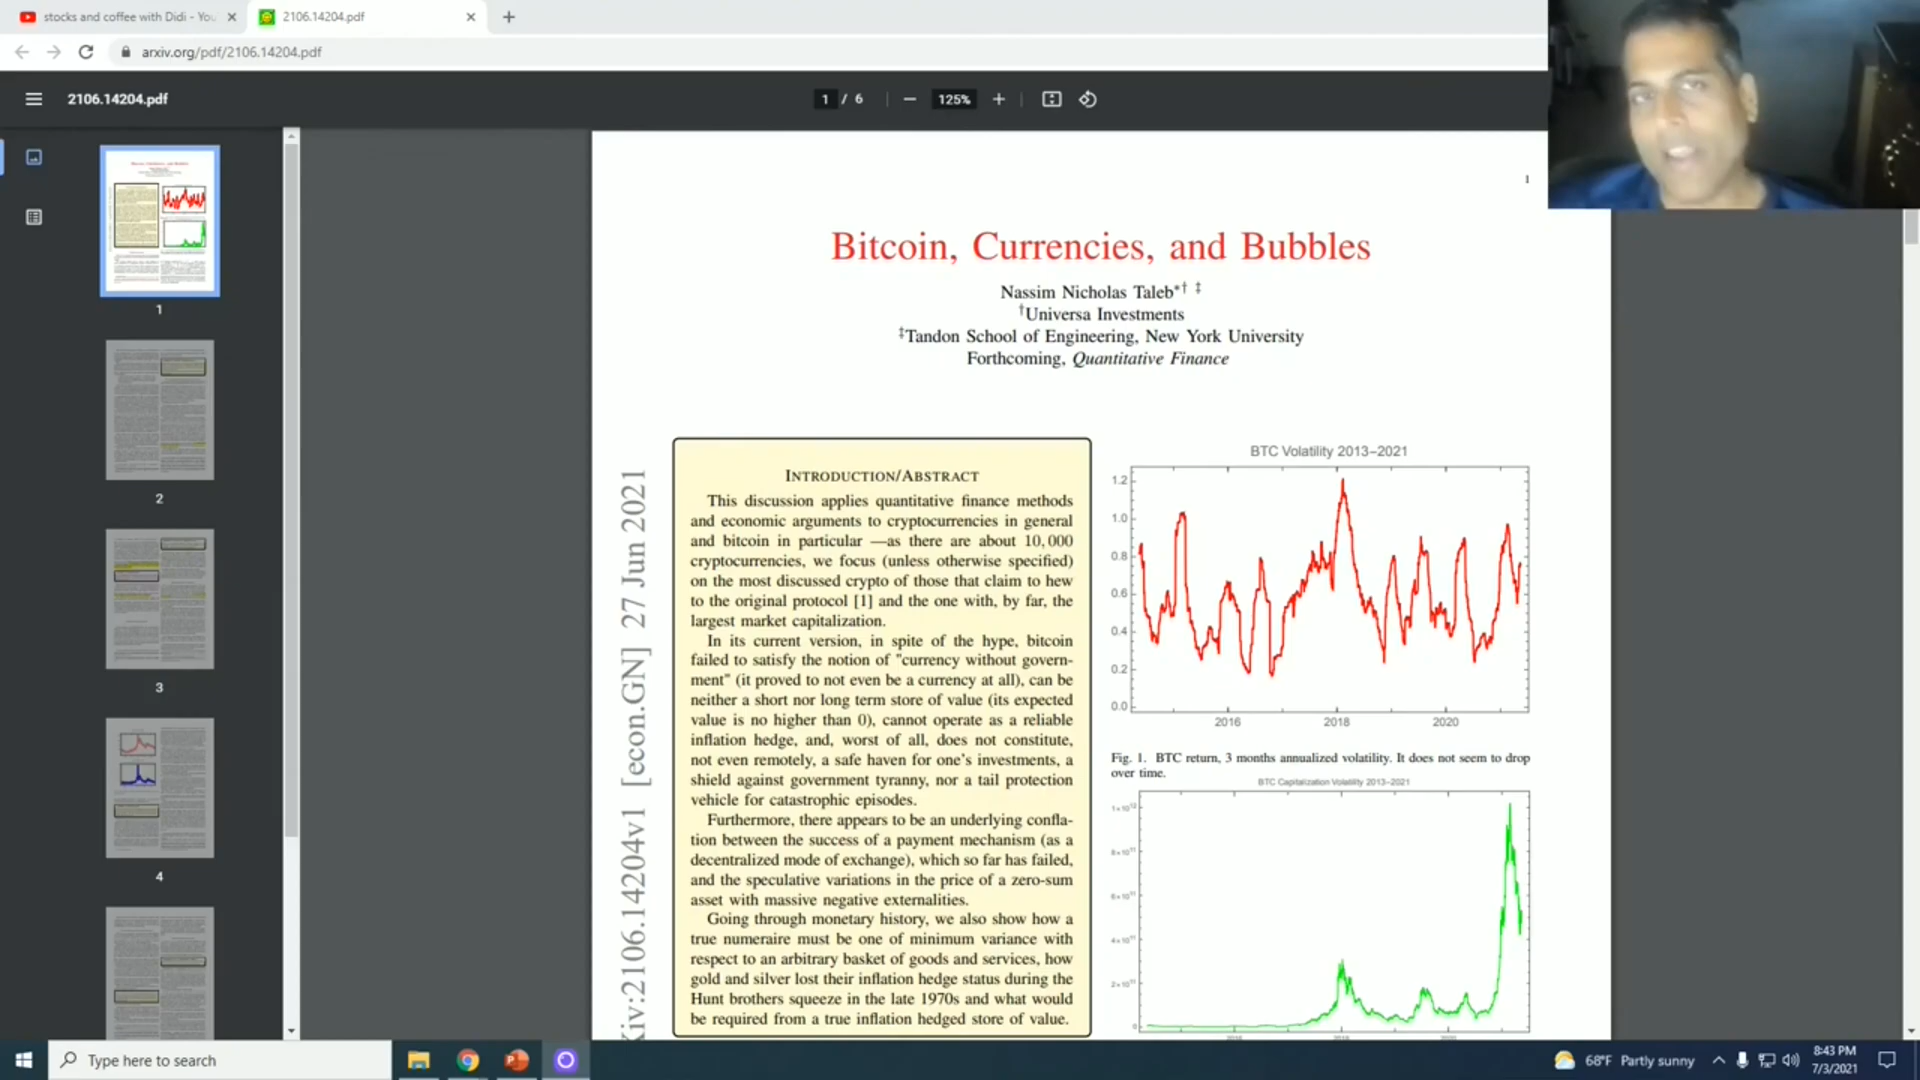 stocks and coffee with Didi - You
2106.14204.pdf
arxiv.org/pdf/2106.14204.pdf
2106.14204.pdf
1 / 6
125%
1
2
3
4
1
Bitcoin, Currencies, and Bubbles
Nassim Nicholas Taleb*† ‡
†Universa Investments
‡Tandon School of Engineering, New York University
Forthcoming, Quantitative Finance
Xiv:2106.14204v1 [econ.GN] 27 Jun 2021
INTRODUCTION/ABSTRACT
This discussion applies quantitative finance methods
and economic arguments to cryptocurrencies in general
and bitcoin in particular —as there are about 10,000
cryptocurrencies, we focus (unless otherwise specified)
on the most discussed crypto of those that claim to hew
to the original protocol [1] and the one with, by far, the
largest market capitalization.
In its current version, in spite of the hype, bitcoin
failed to satisfy the notion of "currency without govern-
ment" (it proved to not even be a currency at all), can be
neither a short nor long term store of value (its expected
value is no higher than 0), cannot operate as a reliable
inflation hedge, and, worst of all, does not constitute,
not even remotely, a safe haven for one's investments, a
shield against government tyranny, nor a tail protection
vehicle for catastrophic episodes.
Furthermore, there appears to be an underlying confla-
tion between the success of a payment mechanism (as a
decentralized mode of exchange), which so far has failed,
and the speculative variations in the price of a zero-sum
asset with massive negative externalities.
Going through monetary history, we also show how a
true numeraire must be one of minimum variance with
respect to an arbitrary basket of goods and services, how
gold and silver lost their inflation hedge status during the
Hunt brothers squeeze in the late 1970s and what would
be required from a true inflation hedged store of value.
BTC Volatility 2013–2021
1.2
1.0
0.8
0.6
0.4
0.2
0.0
2016 2018 2020
Fig. 1. BTC return, 3 months annualized volatility. It does not seem to drop
over time.
BTC Capitalization Volatility 2013–2021
1×10¹²
8×10¹¹
6×10¹¹
4×10¹¹
2×10¹¹
0
Type here to search
68°F Partly sunny
8:43 PM
7/3/2021